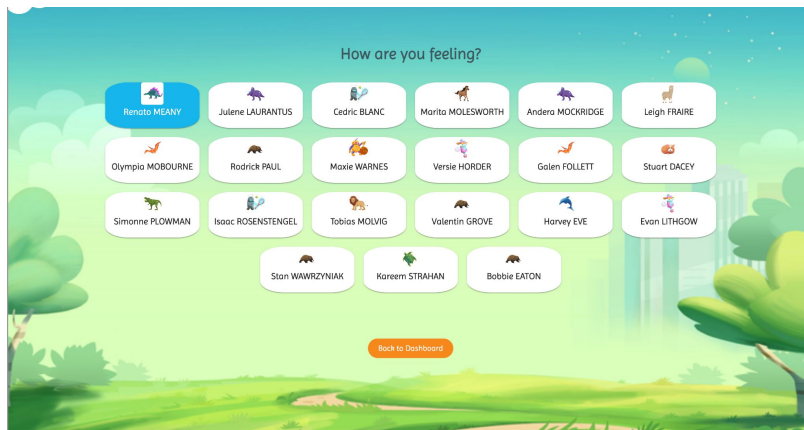 How are you feeling?
Renato MEANY
Julene LAURANTUS
Cedric BLANC
Marita MOLESWORTH
Andera MOCKRIDGE
Leigh FRAIRE
Olympia MOBOURNE
Rodrick PAUL
Maxie WARNES
Versie HORDER
Galen FOLLETT
Stuart DACEY
Simonne PLOWMAN
Isaac ROSENSTENGEL
Tobias MOLVIG
Valentin GROVE
Harvey EVE
Evan LITHGOW
Stan WAWRZYNIAK
Kareem STRAHAN
Bobbie EATON
Back to Dashboard